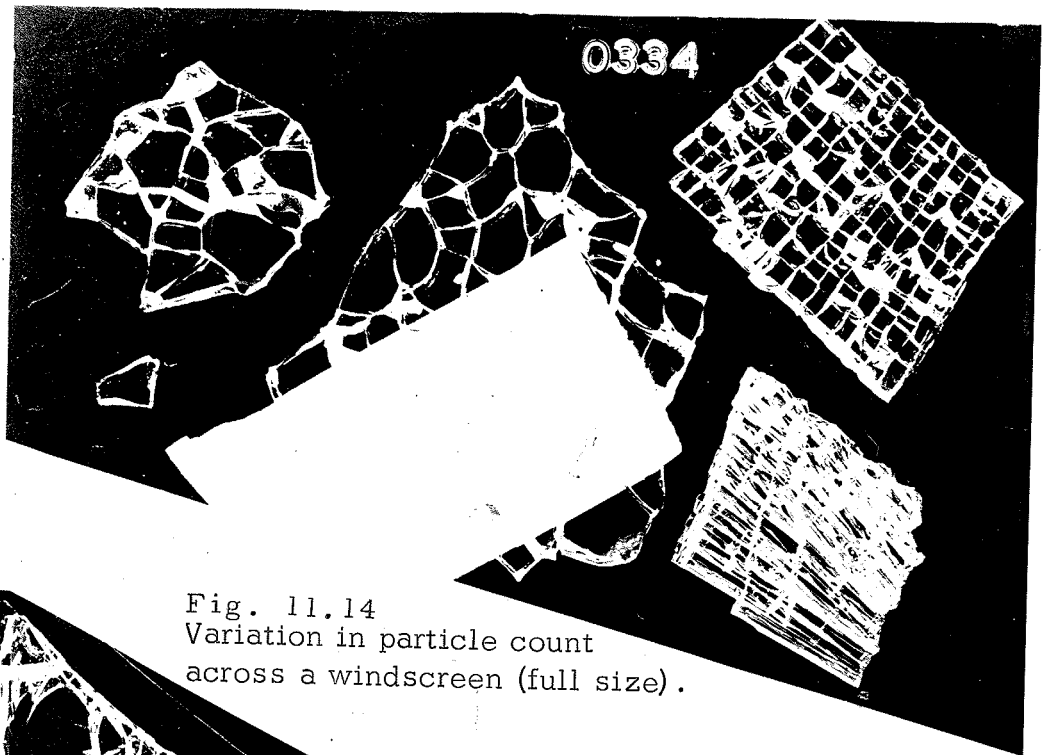 0334
Fig. 11.14
Variation in particle count
across a windscreen (full size).